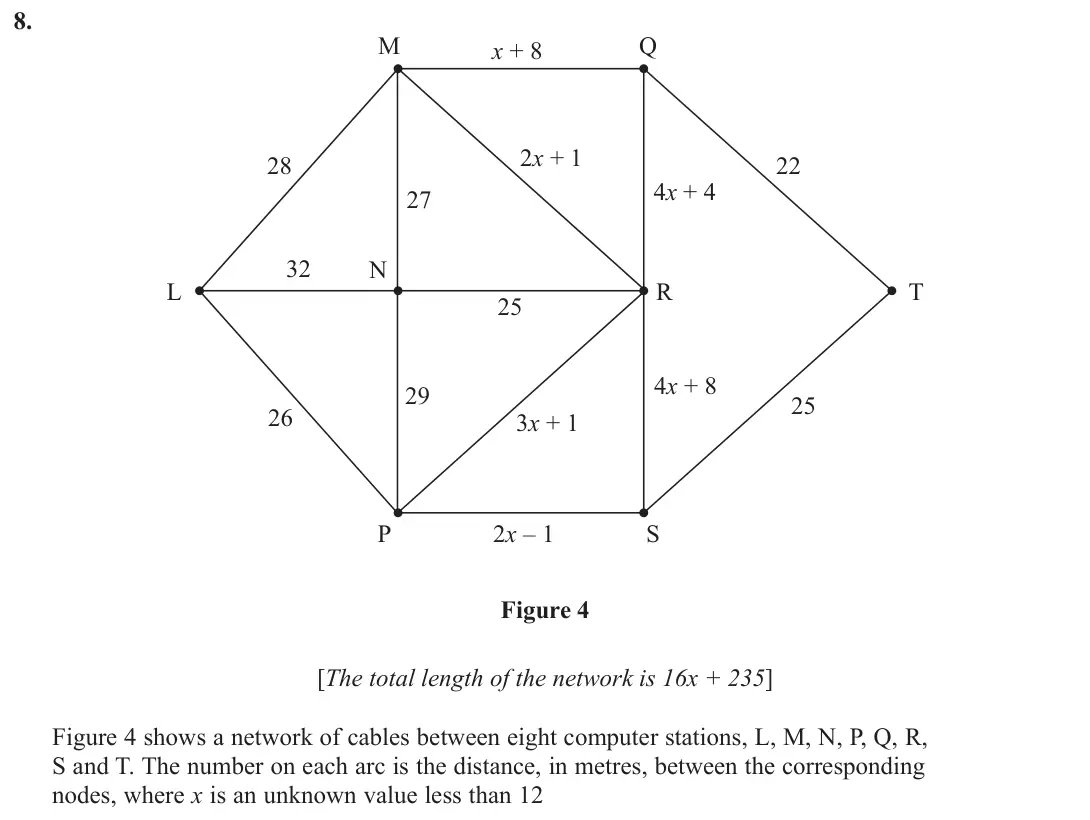 8.
M
x + 8
Q
28
2x + 1
22
27
4x + 4
32
N
L
R
T
25
29
4x + 8
26
3x + 1
25
P
2x – 1
S
Figure 4
[The total length of the network is 16x + 235]
Figure 4 shows a network of cables between eight computer stations, L, M, N, P, Q, R,
S and T. The number on each arc is the distance, in metres, between the corresponding
nodes, where x is an unknown value less than 12